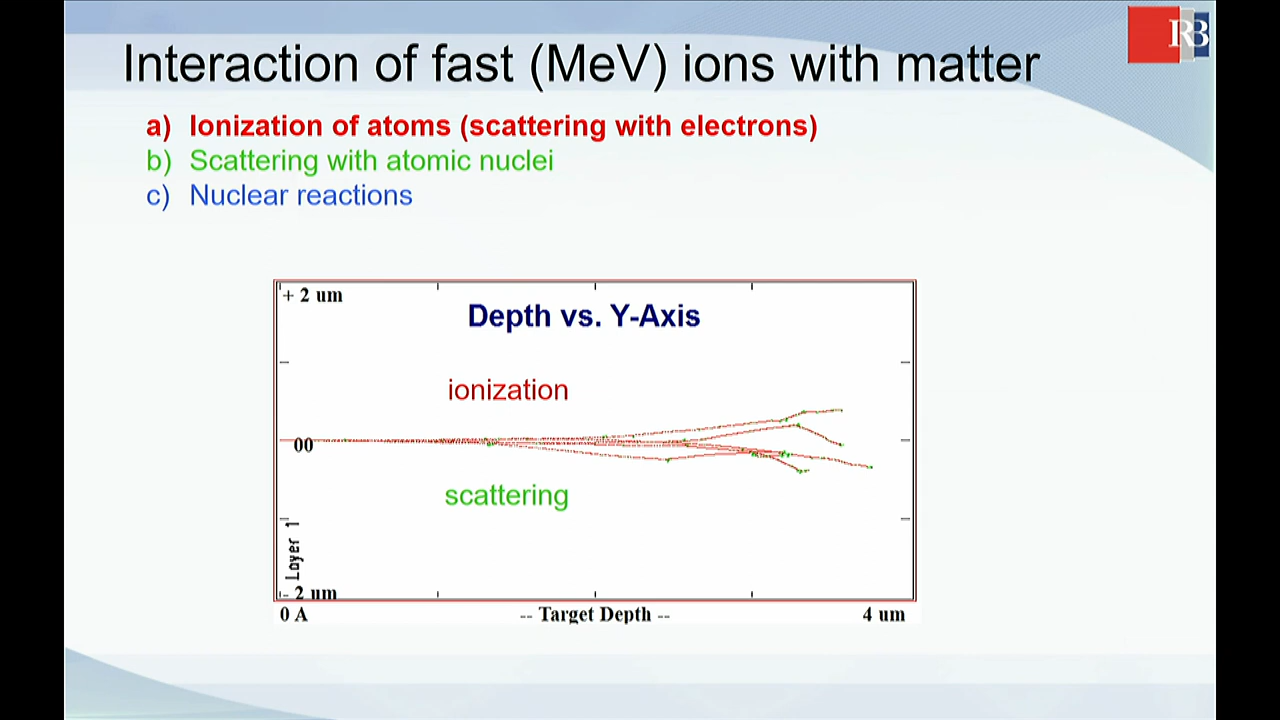 Interaction of fast (MeV) ions with matter
RB
a) Ionization of atoms (scattering with electrons)
b) Scattering with atomic nuclei
c) Nuclear reactions
+ 2 um
Depth vs. Y-Axis
ionization
00
scattering
Layer 1
- 2 um
0 A
-- Target Depth --
4 um